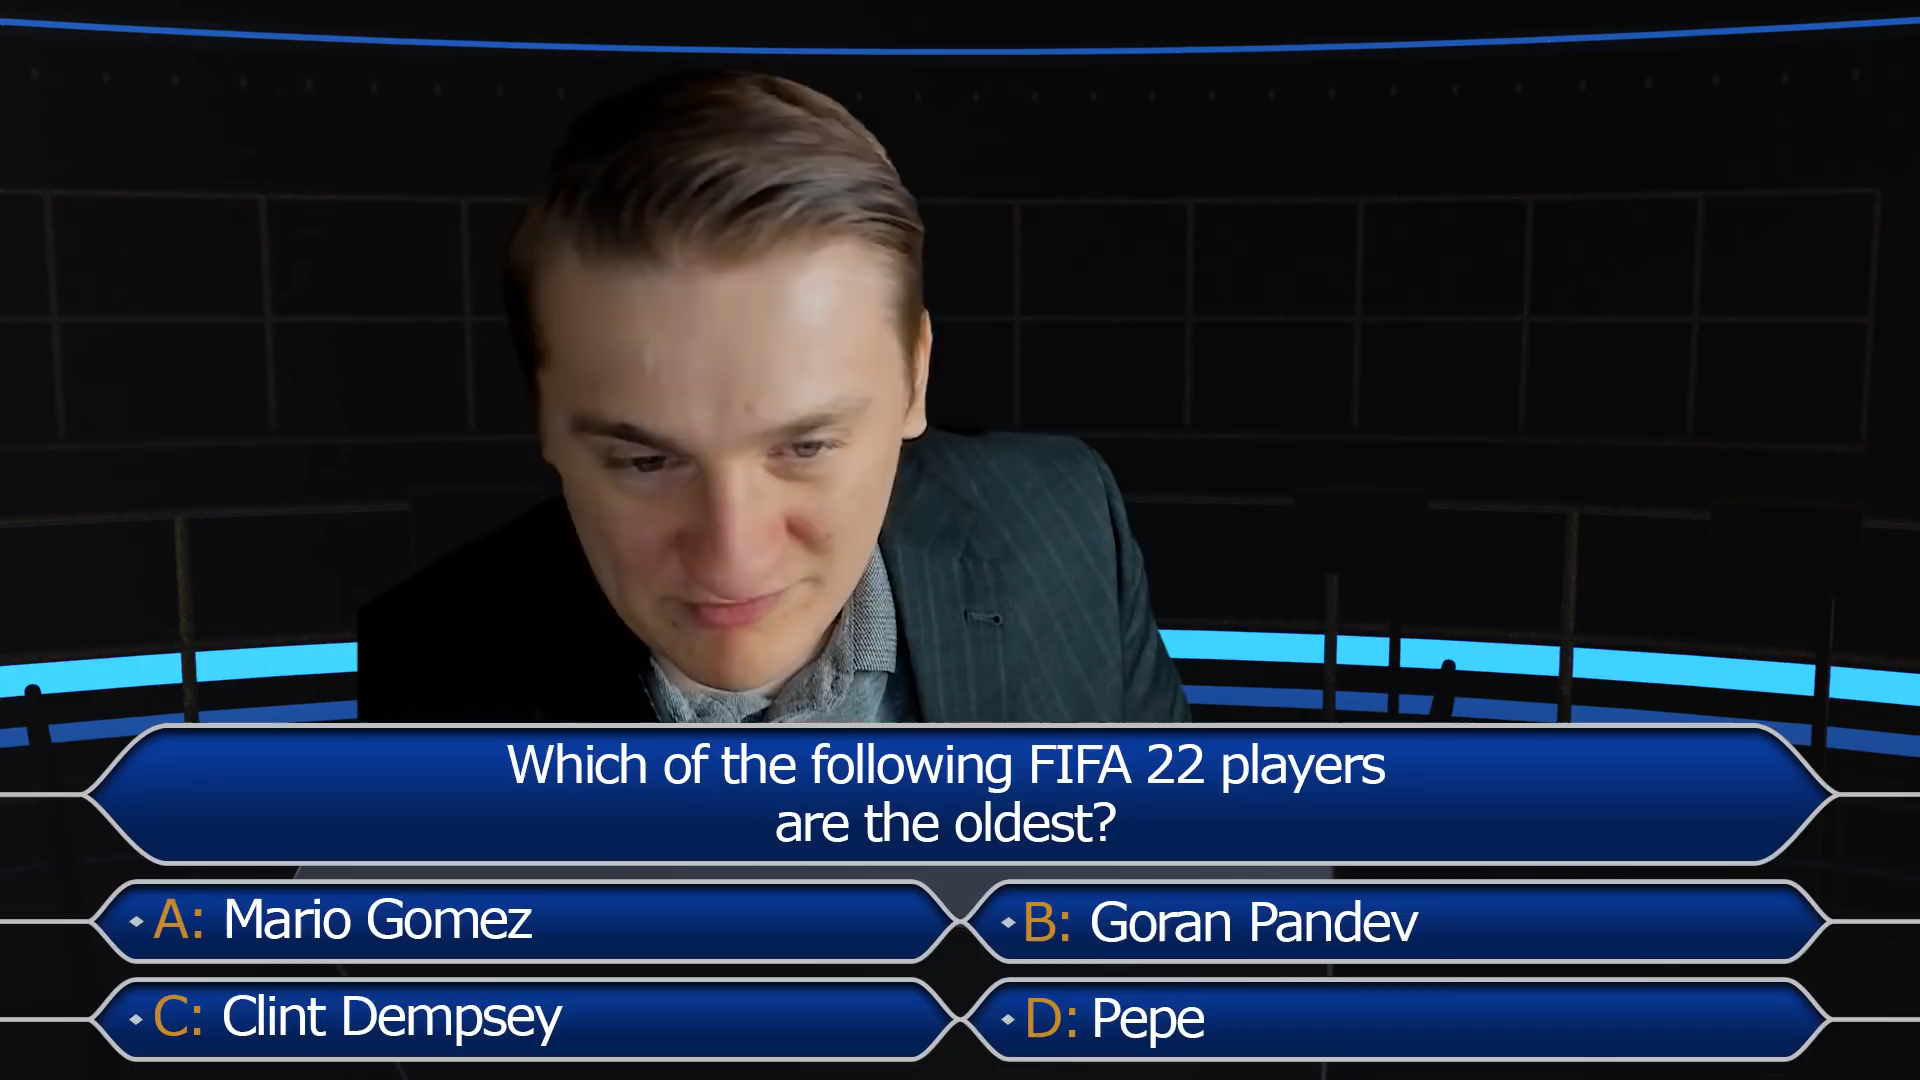 Which of the following FIFA 22 players
are the oldest?
A: Mario Gomez
B: Goran Pandev
C: Clint Dempsey
D: Pepe